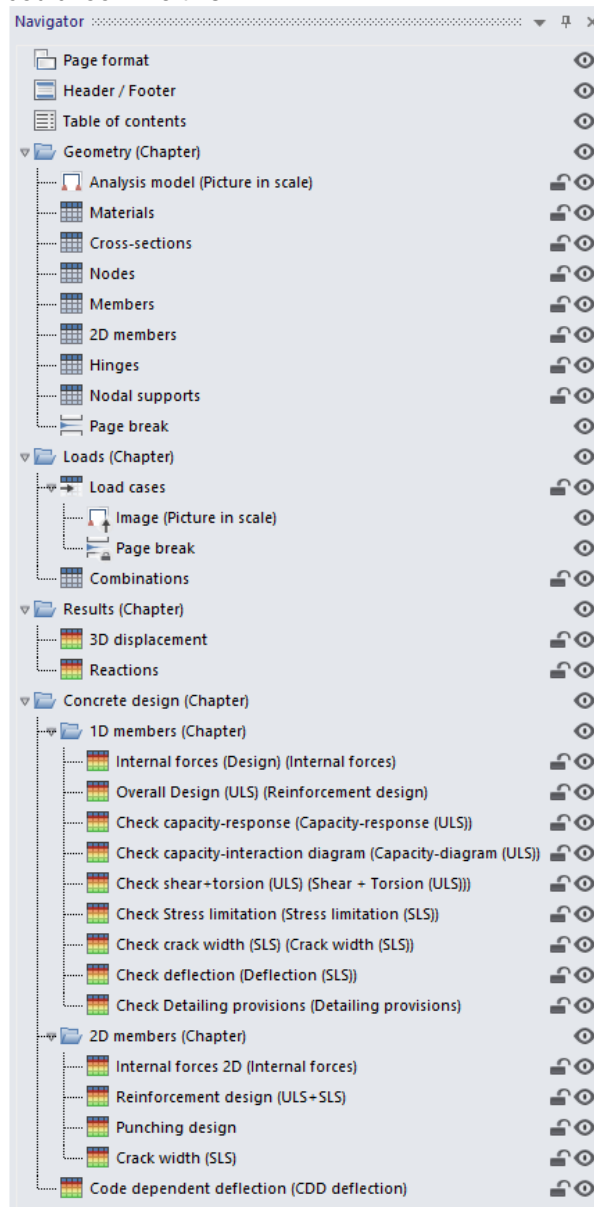 Navigator
Page format
Header / Footer
Table of contents
Geometry (Chapter)
Analysis model (Picture in scale)
Materials
Cross-sections
Nodes
Members
2D members
Hinges
Nodal supports
Page break
Loads (Chapter)
Load cases
Image (Picture in scale)
Page break
Combinations
Results (Chapter)
3D displacement
Reactions
Concrete design (Chapter)
1D members (Chapter)
Internal forces (Design) (Internal forces)
Overall Design (ULS) (Reinforcement design)
Check capacity-response (Capacity-response (ULS))
Check capacity-interaction diagram (Capacity-diagram (ULS))
Check shear+torsion (ULS) (Shear + Torsion (ULS)))
Check Stress limitation (Stress limitation (SLS))
Check crack width (SLS) (Crack width (SLS))
Check deflection (Deflection (SLS))
Check Detailing provisions (Detailing provisions)
2D members (Chapter)
Internal forces 2D (Internal forces)
Reinforcement design (ULS+SLS)
Punching design
Crack width (SLS)
Code dependent deflection (CDD deflection)